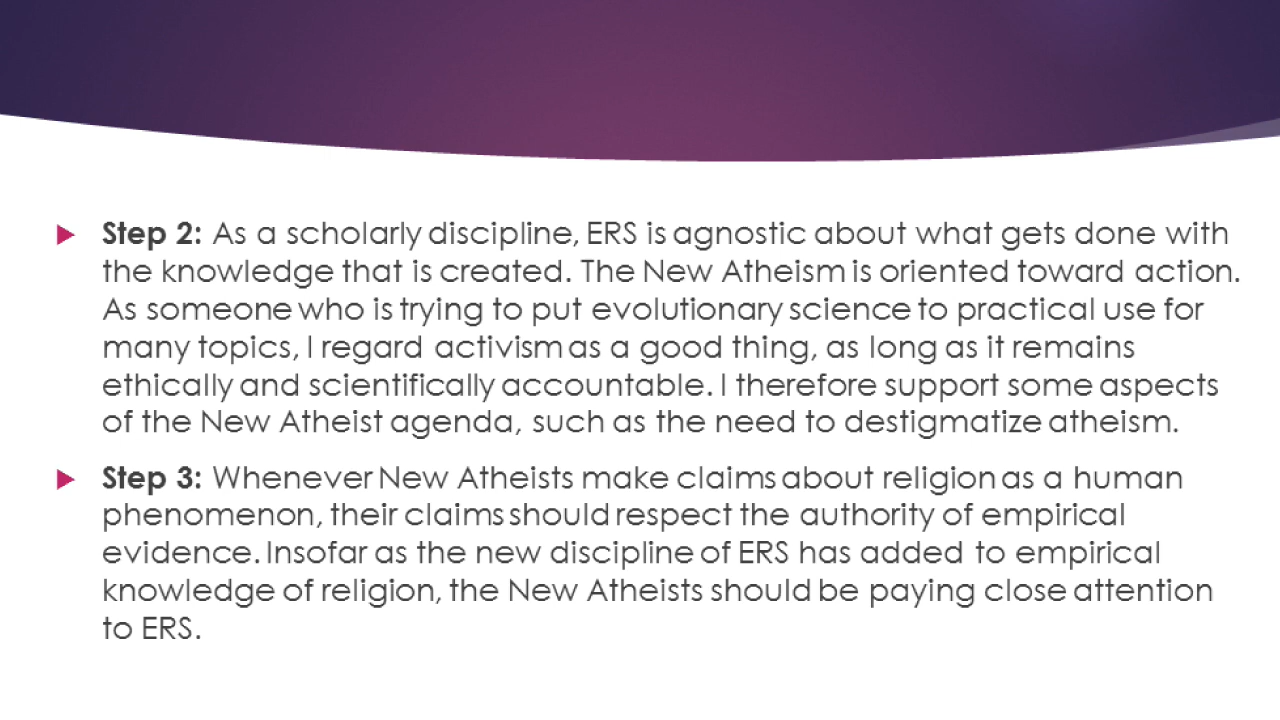 Step 2: As a scholarly discipline, ERS is agnostic about what gets done with
the knowledge that is created. The New Atheism is oriented toward action.
As someone who is trying to put evolutionary science to practical use for
many topics, I regard activism as a good thing, as long as it remains
ethically and scientifically accountable. I therefore support some aspects
of the New Atheist agenda, such as the need to destigmatize atheism.
Step 3: Whenever New Atheists make claims about religion as a human
phenomenon, their claims should respect the authority of empirical
evidence. Insofar as the new discipline of ERS has added to empirical
knowledge of religion, the New Atheists should be paying close attention
to ERS.